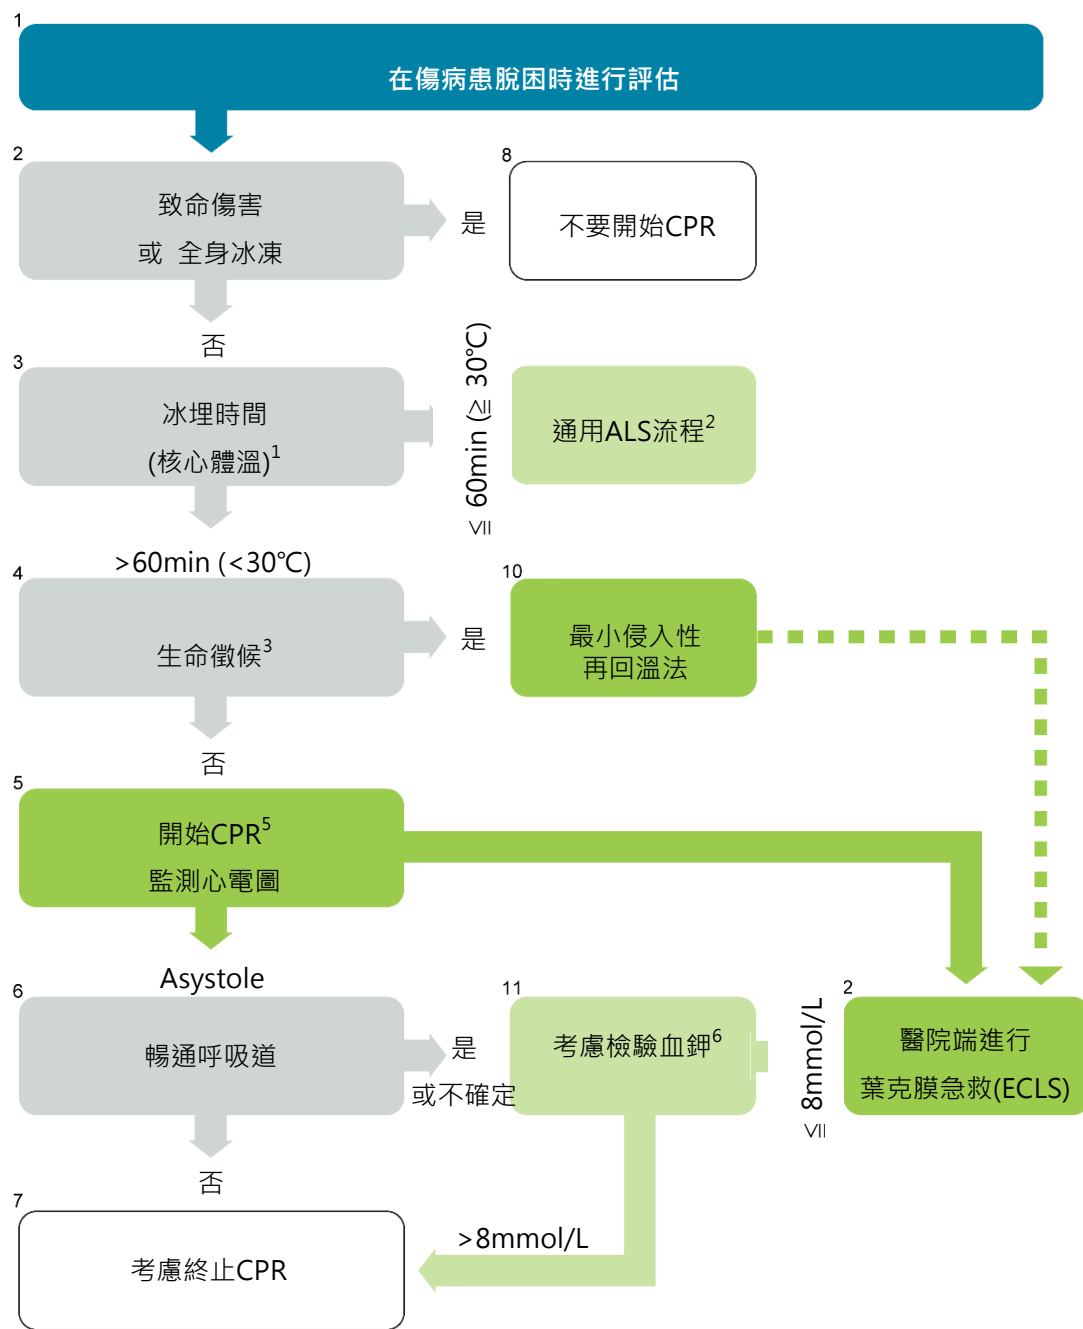 1
在傷病患脫困時進行評估
2
致命傷害
或 全身冰凍
是
8
不要開始CPR
否
3
冰埋時間
(核心體溫)1
≦ 60min (≧ 30℃)
通用ALS流程2
>60min (<30℃)
4
生命徵候3
是
10
最小侵入性
再回溫法
否
5
開始CPR5
監測心電圖
Asystole
6
暢通呼吸道
是
或不確定
11
考慮檢驗血鉀6
≦ 8mmol/L
2
醫院端進行
葉克膜急救(ECLS)
否
7
考慮終止CPR
>8mmol/L